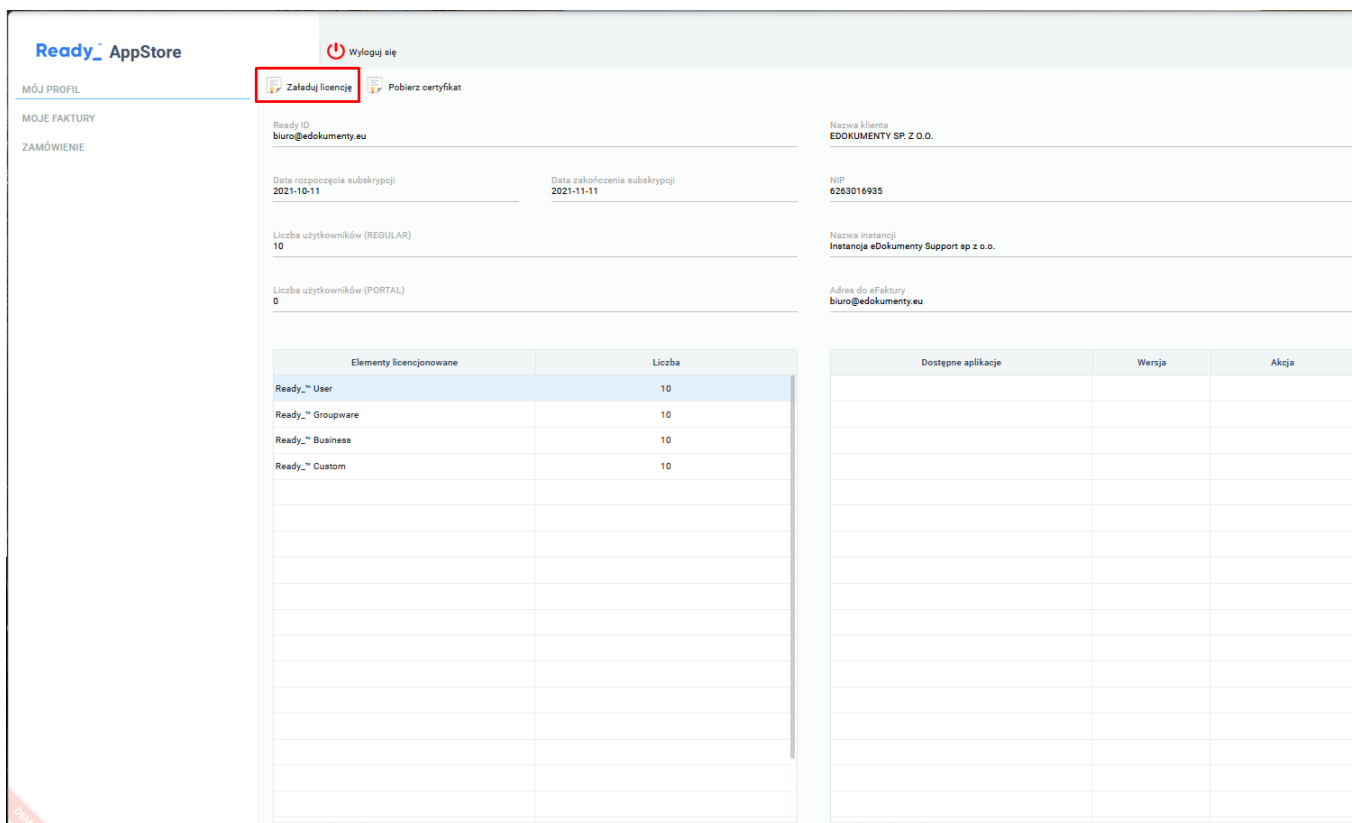 Ready_™ AppStore
Wyloguj się
MÓJ PROFIL
MOJE FAKTURY
ZAMÓWIENIE
Załaduj licencję
Pobierz certyfikat
Ready ID
biuro@edokumenty.eu
Nazwa klienta
EDOKUMENTY SP. Z O.O.
Data rozpoczęcia subskrypcji
2021-10-11
Data zakończenia subskrypcji
2021-11-11
NIP
6263016935
Liczba użytkowników (REGULAR)
10
Nazwa instancji
Instancja eDokumenty Support sp z o.o.
Liczba użytkowników (PORTAL)
0
Adres do eFaktury
biuro@edokumenty.eu
Elementy licencjonowane Liczba
Ready_™ User 10
Ready_™ Groupware 10
Ready_™ Business 10
Ready_™ Custom 10
Dostępne aplikacje Wersja Akcja